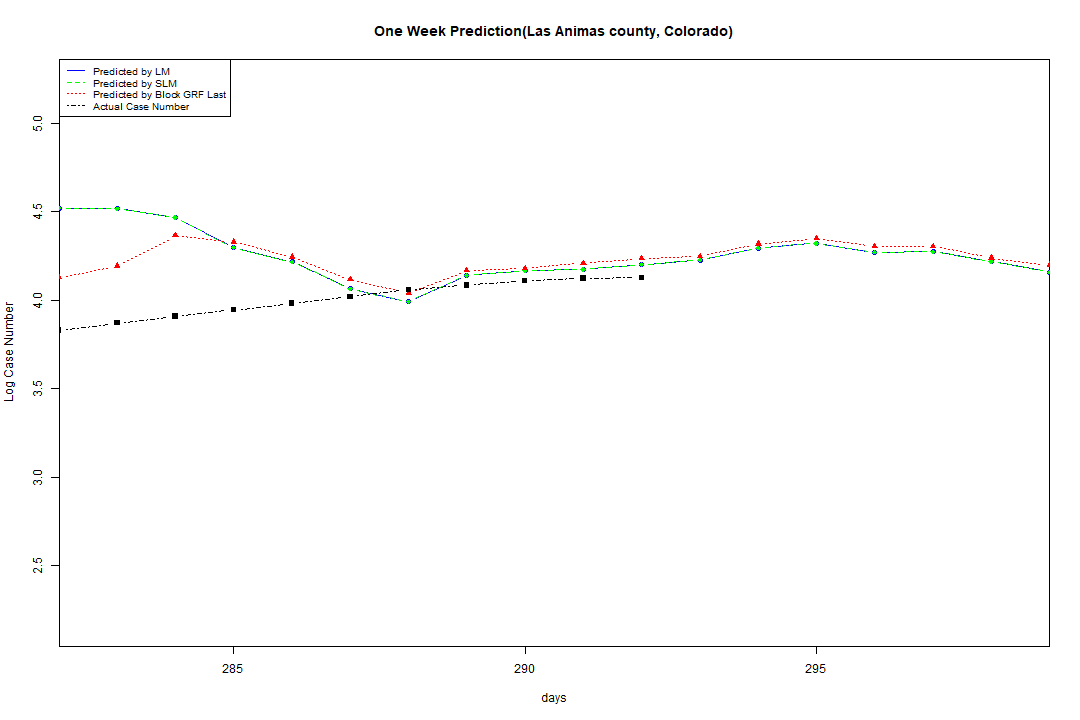 One Week Prediction(Las Animas county, Colorado)
Predicted by LM
Predicted by SLM
Predicted by Block GRF Last
Actual Case Number
Log Case Number
5.0
4.5
4.0
3.5
3.0
2.5
285 290 295
days